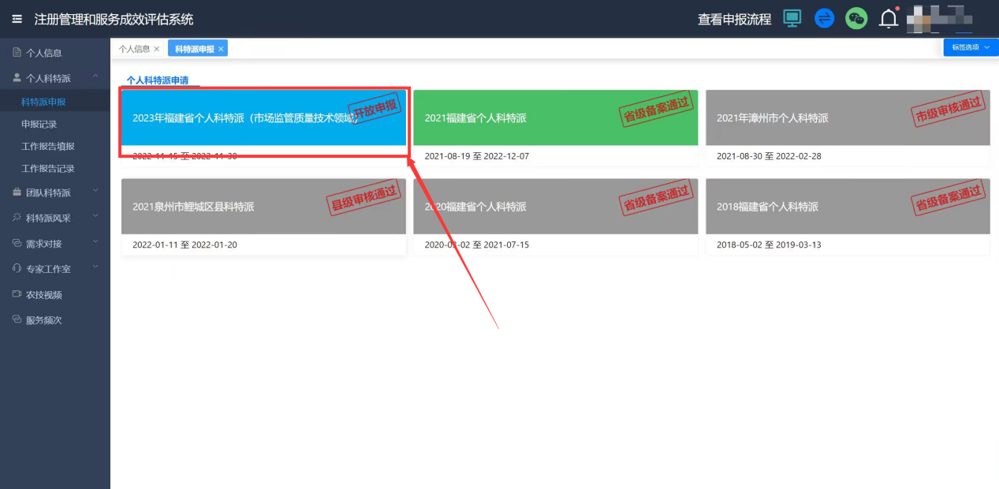 注册管理和服务成效评估系统
查看申报流程
个人信息
个人科特派
科特派申报
申报记录
工作报告填报
工作报告记录
团队科特派
科特派风采
需求对接
专家工作室
农技视频
服务频次
个人信息 ×
科特派申报 ×
标签选项
个人科特派申请
2023年福建省个人科特派（市场监管质量技术领域）
开放申报
2022-11-15 至 2022-11-30
2021福建省个人科特派
省级备案通过
2021-08-19 至 2022-12-07
2021年漳州市个人科特派
市级审核通过
2021-08-30 至 2022-02-28
2021泉州市鲤城区县科特派
县级审核通过
2022-01-11 至 2022-01-20
2020福建省个人科特派
省级备案通过
2020-03-02 至 2021-07-15
2018福建省个人科特派
省级备案通过
2018-05-02 至 2019-03-13